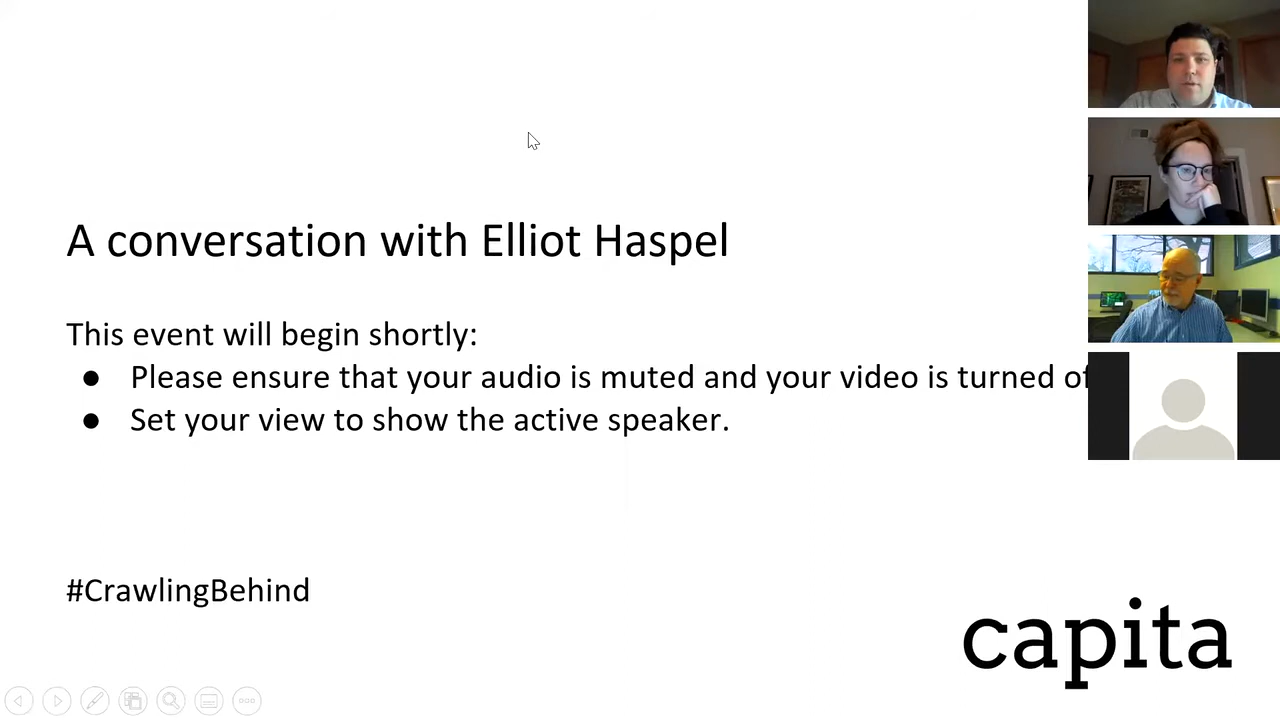 A conversation with Elliot Haspel
This event will begin shortly:
● Please ensure that your audio is muted and your video is turned of
● Set your view to show the active speaker.
#CrawlingBehind
capita